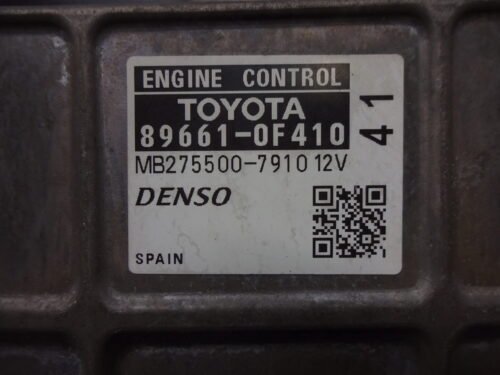 ENGINE CONTROL
TOYOTA
89661-0F410
41
MB275500-7910 12V
DENSO
SPAIN